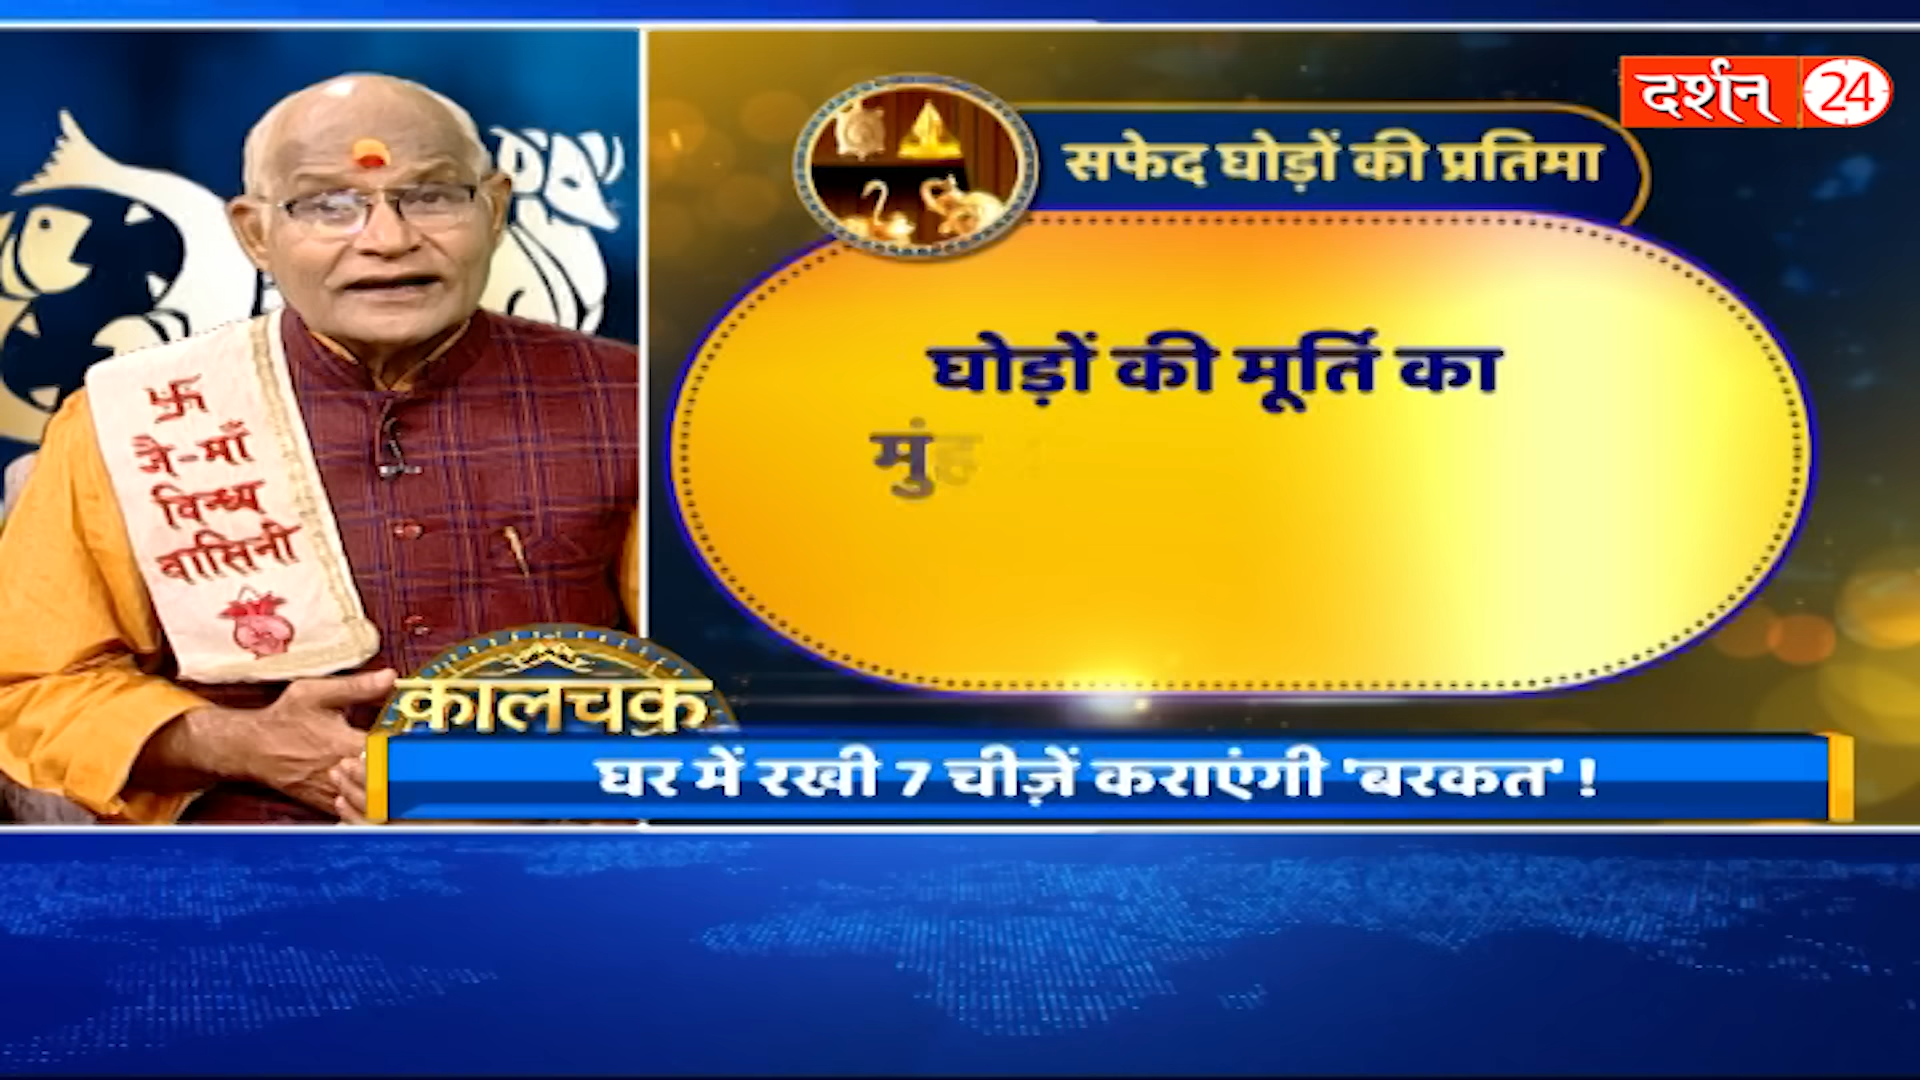 दर्शन 24
सफेद घोड़ों की प्रतिमा
घोड़ों की मूर्ति का
मुंह
जै-माँ
विन्ध्य
वासिनी
कालचक्र
घर में रखी 7 चीज़ें कराएंगी 'बरकत' !